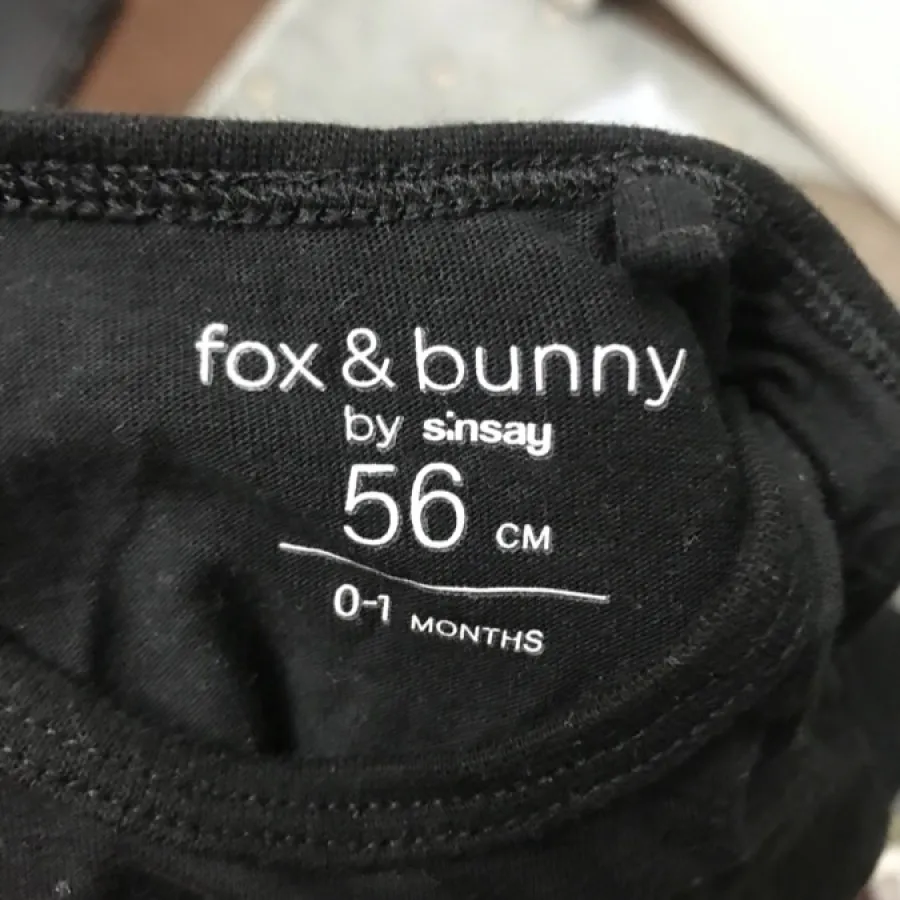 fox & bunny
by sinsay
56 CM
0-1 MONTHS